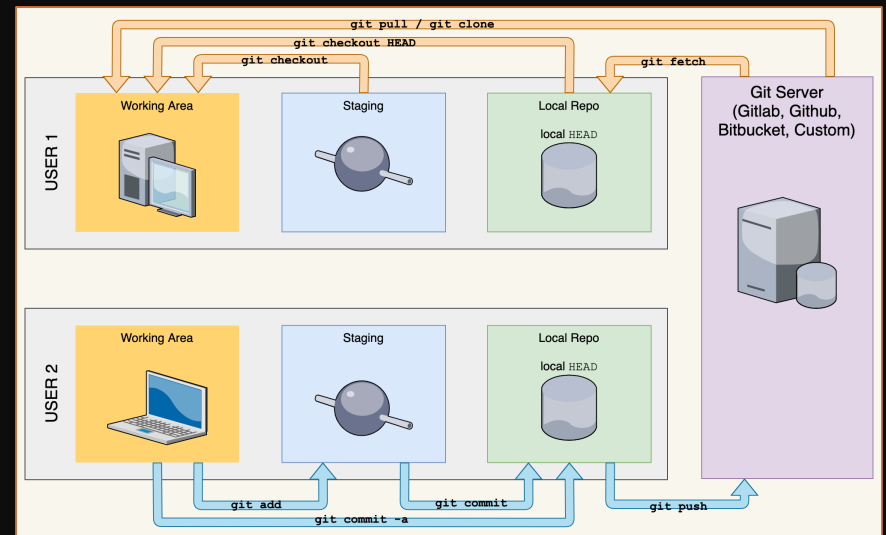 git pull / git clone
git checkout HEAD
git checkout
git fetch
USER 1
Working Area
Staging
Local Repo
local HEAD
Git Server
(Gitlab, Github,
Bitbucket, Custom)
USER 2
Working Area
Staging
Local Repo
local HEAD
git add
git commit
git commit -a
git push